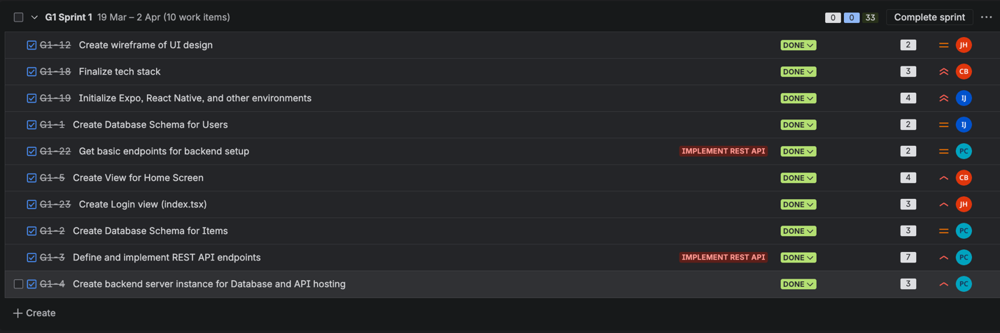 G1 Sprint 1 19 Mar – 2 Apr (10 work items) 0 0 33 Complete sprint
G1-12 Create wireframe of UI design DONE 2 JH
G1-18 Finalize tech stack DONE 3 CB
G1-19 Initialize Expo, React Native, and other environments DONE 4 IJ
G1-1 Create Database Schema for Users DONE 2 IJ
G1-22 Get basic endpoints for backend setup IMPLEMENT REST API DONE 2 PC
G1-5 Create View for Home Screen DONE 4 CB
G1-23 Create Login view (index.tsx) DONE 3 JH
G1-2 Create Database Schema for Items DONE 3 PC
G1-3 Define and implement REST API endpoints IMPLEMENT REST API DONE 7 PC
G1-4 Create backend server instance for Database and API hosting DONE 3 PC
+ Create